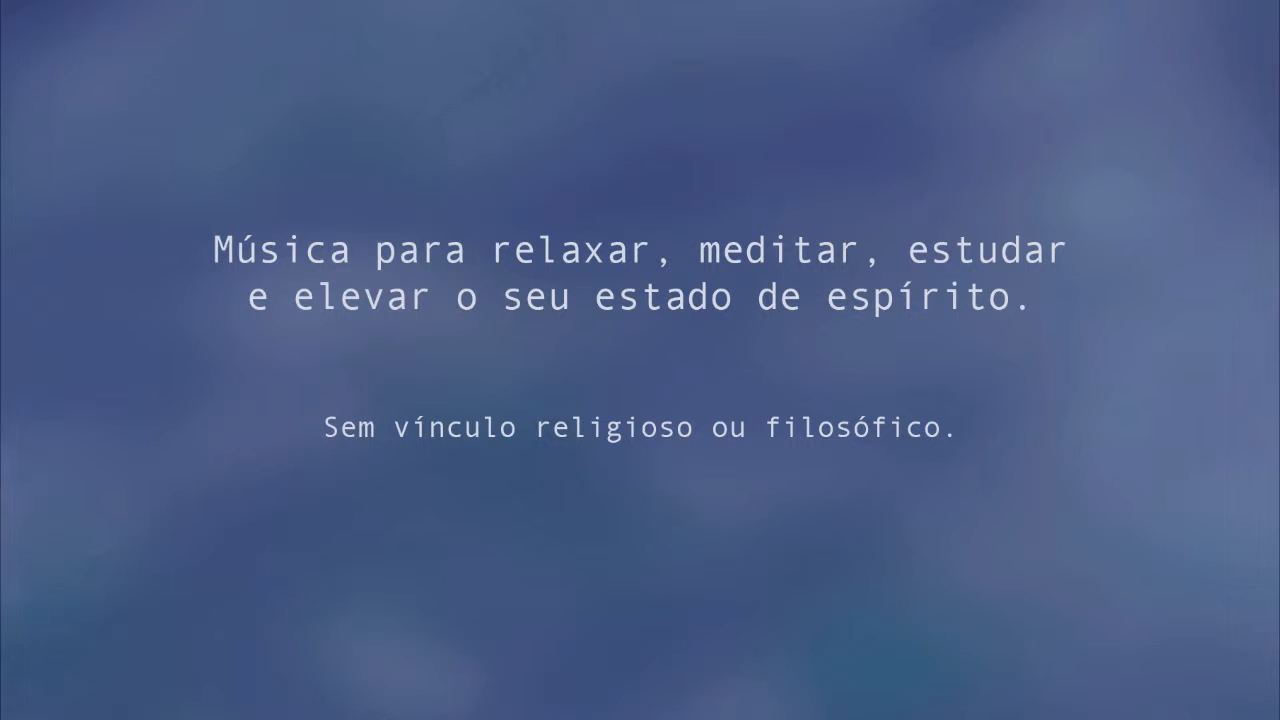 Música para relaxar, meditar, estudar
e elevar o seu estado de espírito.
Sem vínculo religioso ou filosófico.